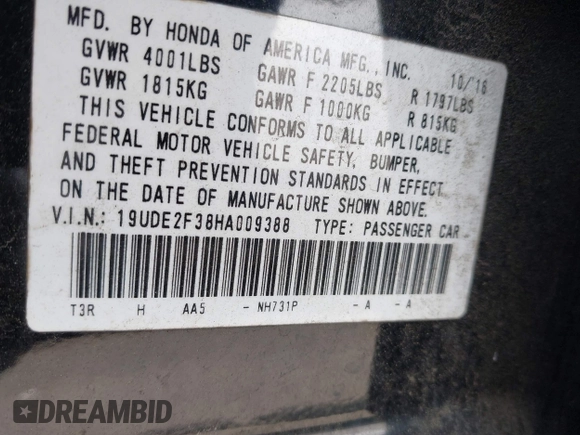 MFD. BY HONDA OF AMERICA MFG., INC. 10/'16
GVWR 4001LBS GAWR F 2205LBS R 1797LBS
GVWR 1815KG GAWR F 1000KG R 815KG
THIS VEHICLE CONFORMS TO ALL APPLICABLE
FEDERAL MOTOR VEHICLE SAFETY, BUMPER,
AND THEFT PREVENTION STANDARDS IN EFFECT
ON THE DATE OF MANUFACTURE SHOWN ABOVE.
V.I.N.: 19UDE2F38HA009388 TYPE: PASSENGER CAR
T3R H AA5 - NH731P - A - A
DREAMBID